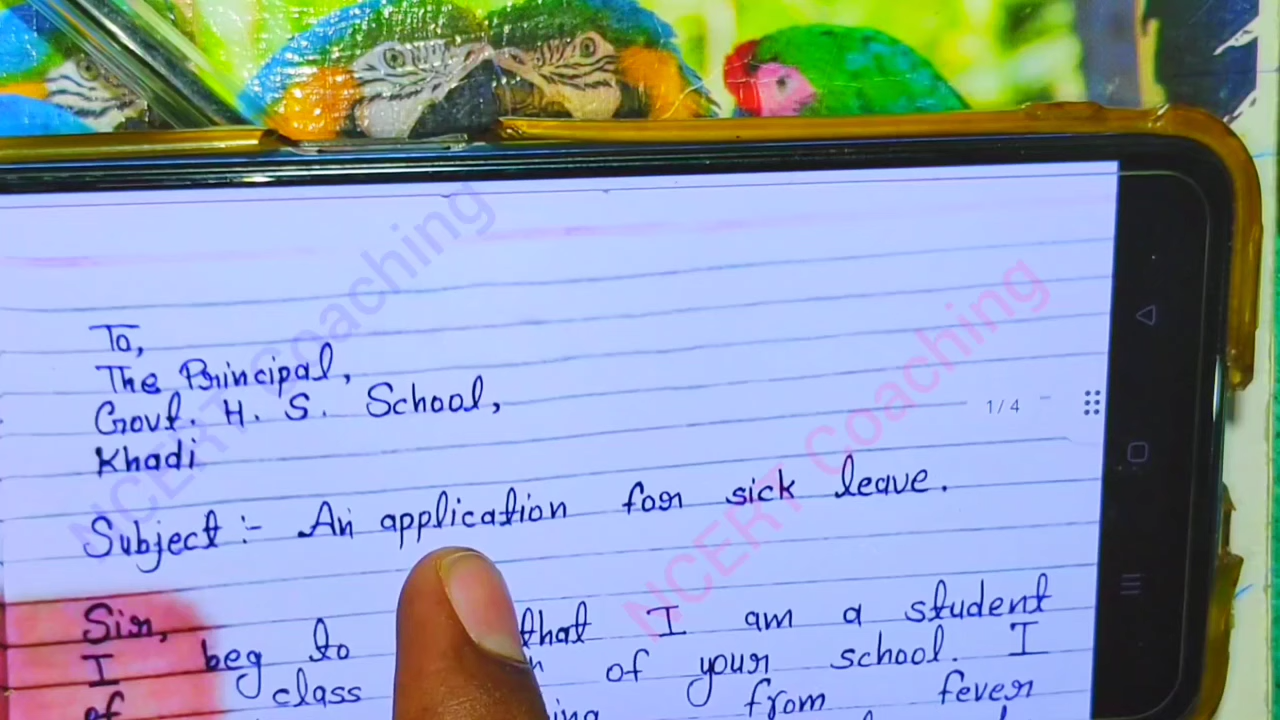 To,
The Principal,
Govt. H. S. School,
Khadi
1/4
Subject:- An application for sick leave.
Sir,
I beg to that I am a student
of class of your school. I
from fever
NCERT Coaching
NCERT Coaching